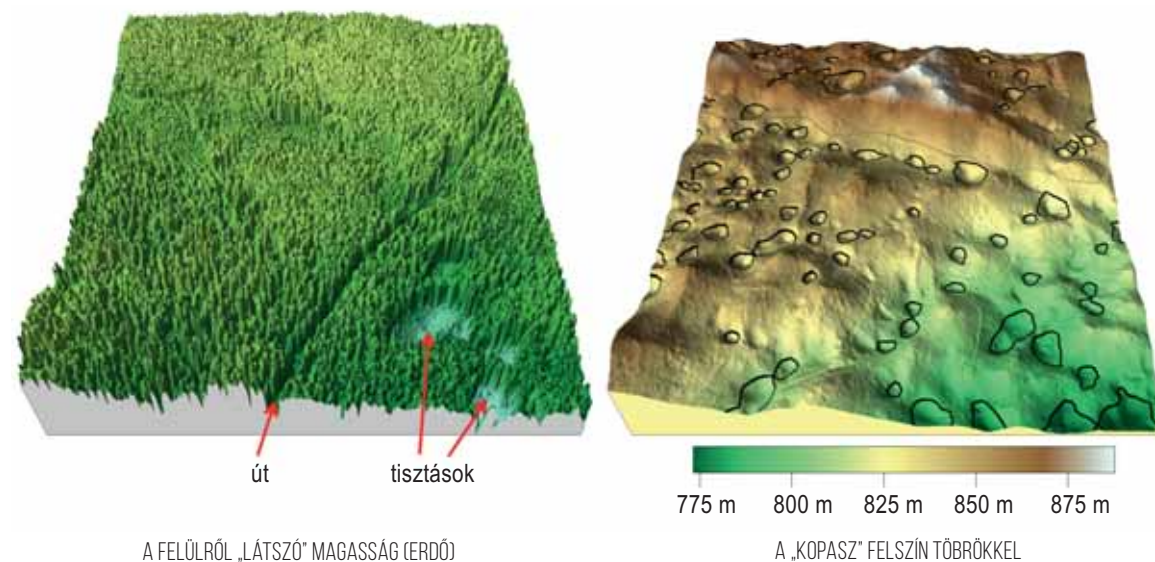 út
tisztások
775 m 800 m 825 m 850 m 875 m
A FELÜLRŐL „LÁTSZÓ” MAGASSÁG (ERDŐ)
A „KOPASZ” FELSZÍN TÖBRÖKKEL